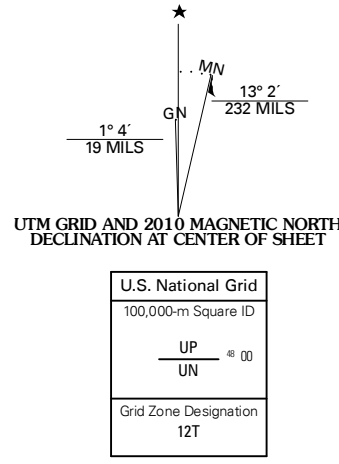 ★
MN
GN
13° 2´
232 MILS
1° 4´
19 MILS
UTM GRID AND 2010 MAGNETIC NORTH
DECLINATION AT CENTER OF SHEET
U.S. National Grid
100,000-m Square ID
UP
48 00
UN
Grid Zone Designation
12T